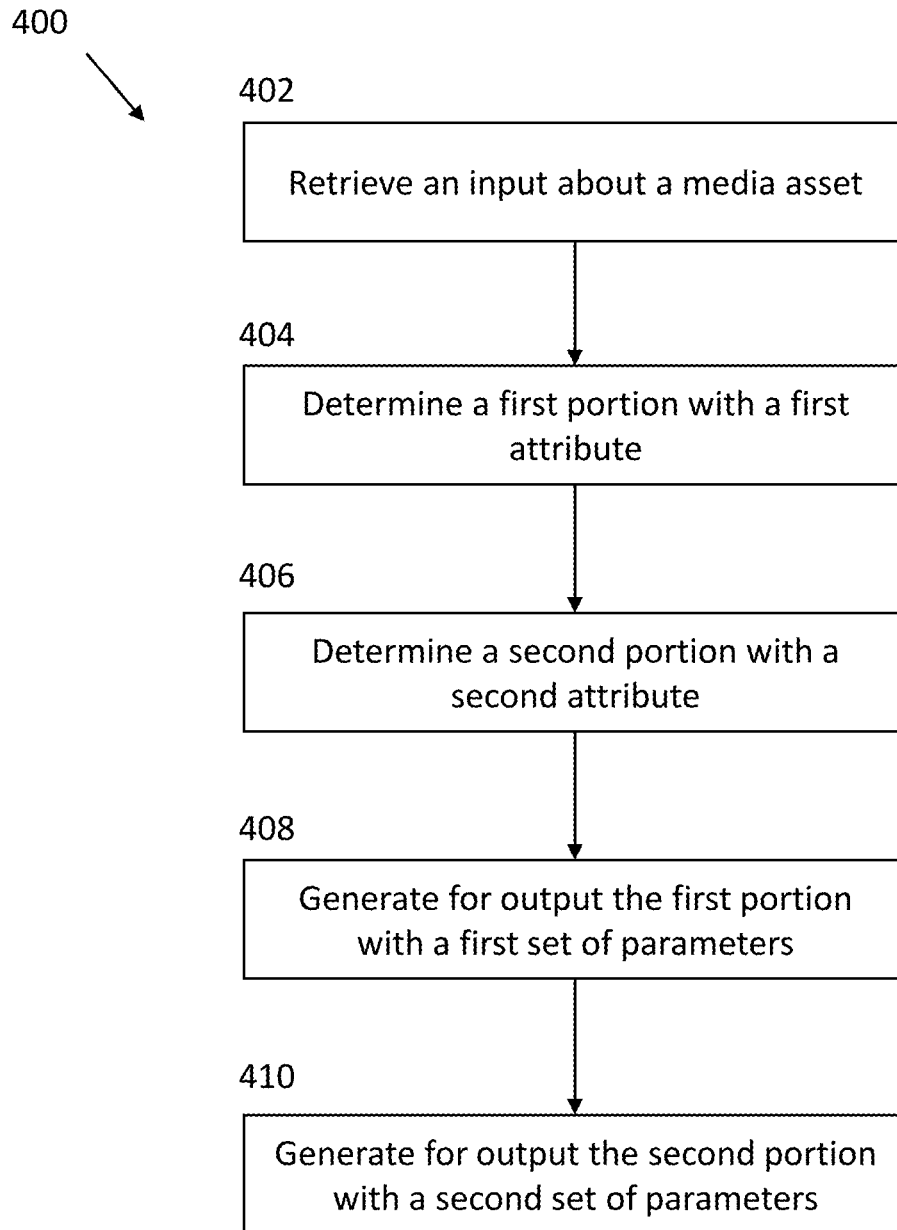 400
402
Retrieve an input about a media asset
404
Determine a first portion with a first
attribute
406
Determine a second portion with a
second attribute
408
Generate for output the first portion
with a first set of parameters
410
Generate for output the second portion
with a second set of parameters